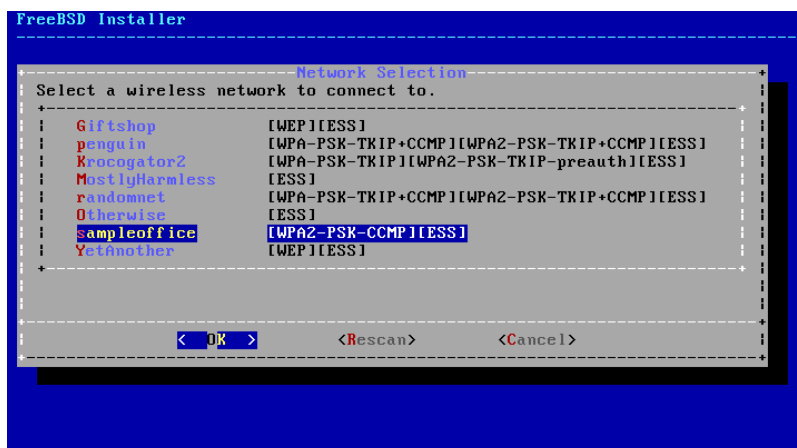 FreeBSD Installer
Network Selection
Select a wireless network to connect to.
Giftshop [WEP][ESS]
penguin [WPA-PSK-TKIP+CCMP][WPA2-PSK-TKIP+CCMP][ESS]
Krocogator2 [WPA-PSK-TKIP][WPA2-PSK-TKIP-preauth][ESS]
MostlyHarmless [ESS]
randomnet [WPA-PSK-TKIP+CCMP][WPA2-PSK-TKIP+CCMP][ESS]
Otherwise [ESS]
sampleoffice [WPA2-PSK-CCMP][ESS]
YetAnother [WEP][ESS]
< OK > <Rescan> <Cancel>